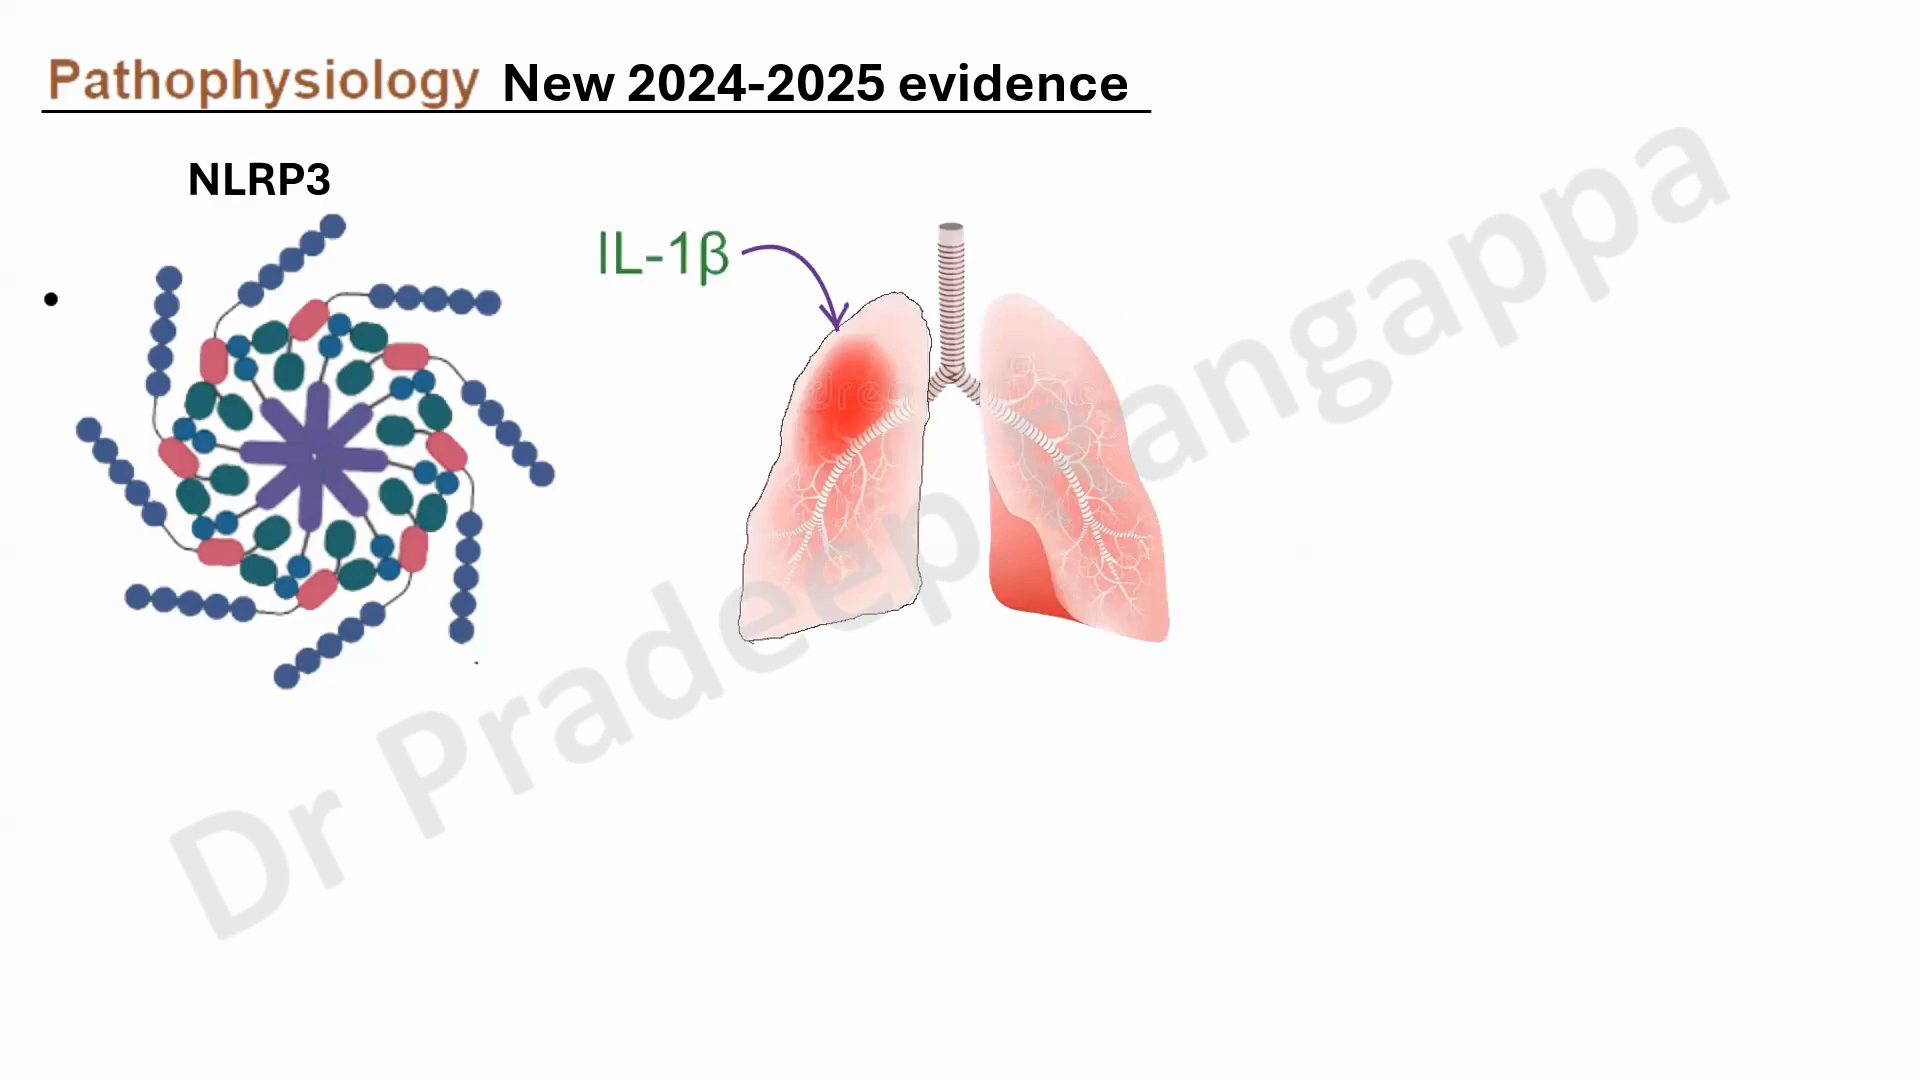 Pathophysiology New 2024-2025 evidence
NLRP3
IL-1β
Dr Pradeep Rangappa